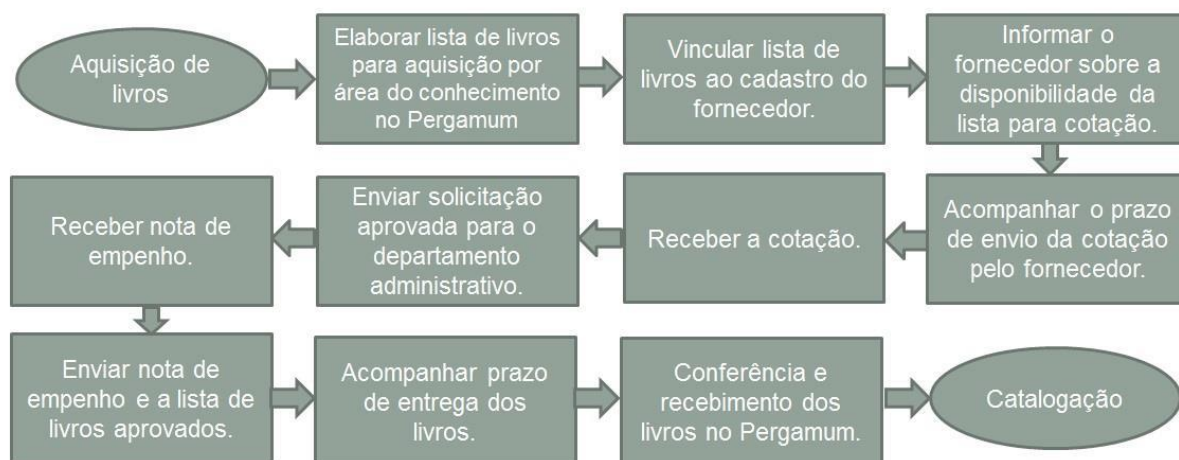 Aquisição de
livros
Elaborar lista de livros
para aquisição por
área do conhecimento
no Pergamum
Vincular lista de
livros ao cadastro do
fornecedor.
Informar o
fornecedor sobre a
disponibilidade da
lista para cotação.
Acompanhar o prazo
de envio da cotação
pelo fornecedor.
Receber a cotação.
Enviar solicitação
aprovada para o
departamento
administrativo.
Receber nota de
empenho.
Enviar nota de
empenho e a lista de
livros aprovados.
Acompanhar prazo
de entrega dos
livros.
Conferência e
recebimento dos
livros no Pergamum.
Catalogação